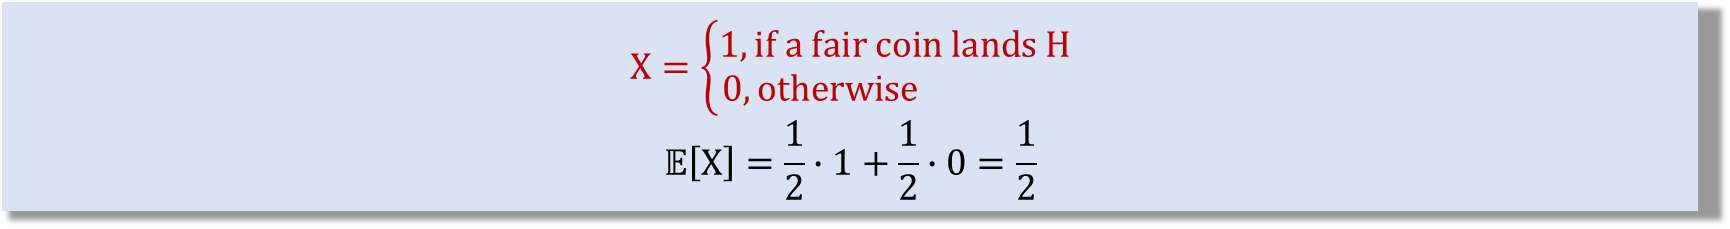 X = {1, if a fair coin lands H
0, otherwise
𝔼[X] = 1/2 · 1 + 1/2 · 0 = 1/2